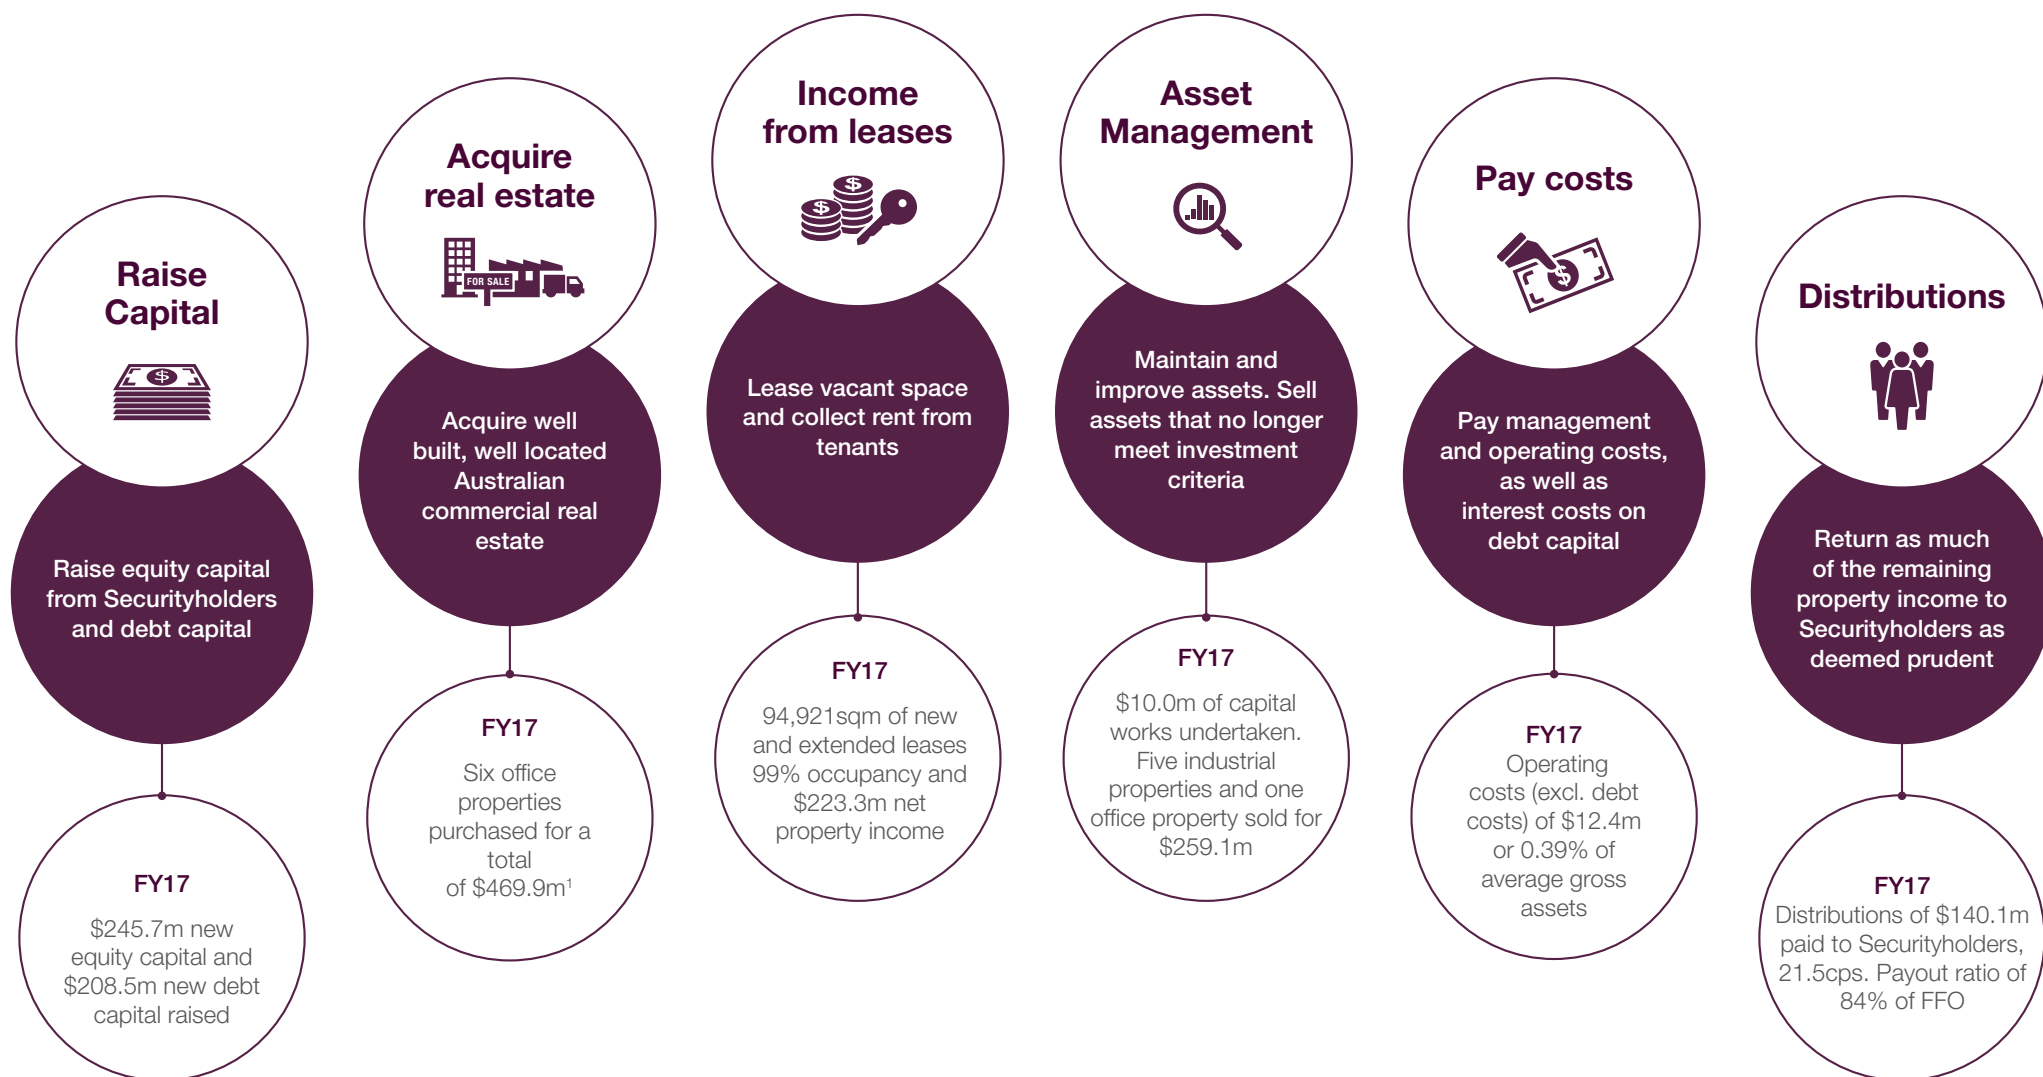 Raise
Capital
$
Raise equity capital
from Securityholders
and debt capital
FY17
$245.7m new
equity capital and
$208.5m new debt
capital raised
Acquire
real estate
FOR SALE
Acquire well
built, well located
Australian
commercial real
estate
FY17
Six office
properties
purchased for a
total
of $469.9m¹
Income
from leases
$
$
Lease vacant space
and collect rent from
tenants
FY17
94,921sqm of new
and extended leases
99% occupancy and
$223.3m net
property income
Asset
Management
Maintain and
improve assets. Sell
assets that no longer
meet investment
criteria
FY17
$10.0m of capital
works undertaken.
Five industrial
properties and one
office property sold for
$259.1m
Pay costs
$
Pay management
and operating costs,
as well as
interest costs on
debt capital
FY17
Operating
costs (excl. debt
costs) of $12.4m
or 0.39% of
average gross
assets
Distributions
Return as much
of the remaining
property income to
Securityholders as
deemed prudent
FY17
Distributions of $140.1m
paid to Securityholders,
21.5cps. Payout ratio of
84% of FFO